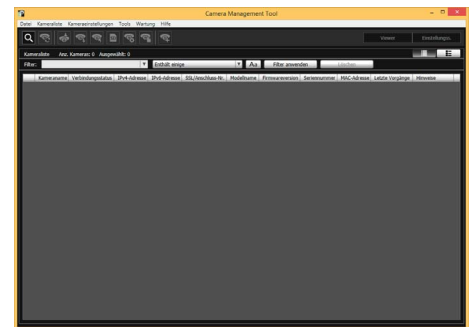 Camera Management Tool
Datei Kameraliste Kameraeinstellungen Tools Wartung Hilfe
Viewer Einstellungss.
Kameraliste Anz. Kameras: 0 Ausgewählt: 0
Filter: Enthält einige Aa Filter anwenden Löschen
Kameraname Verbindungsstatus IPv4-Adresse IPv6-Adresse SSL/Anschluss-Nr. Modellname Firmwareversion Seriennummer MAC-Adresse Letzte Vorgänge Hinweise